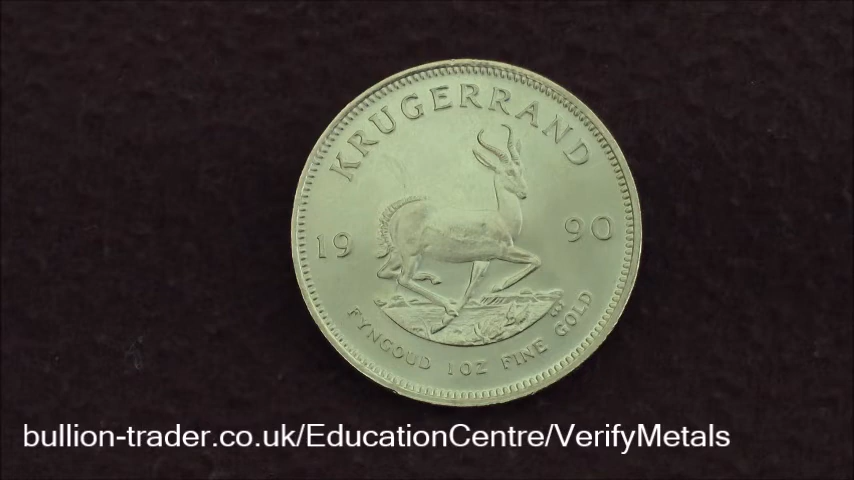 KRUGERRAND
19 90
FYNGOUD 1OZ FINE GOLD
bullion-trader.co.uk/EducationCentre/VerifyMetals